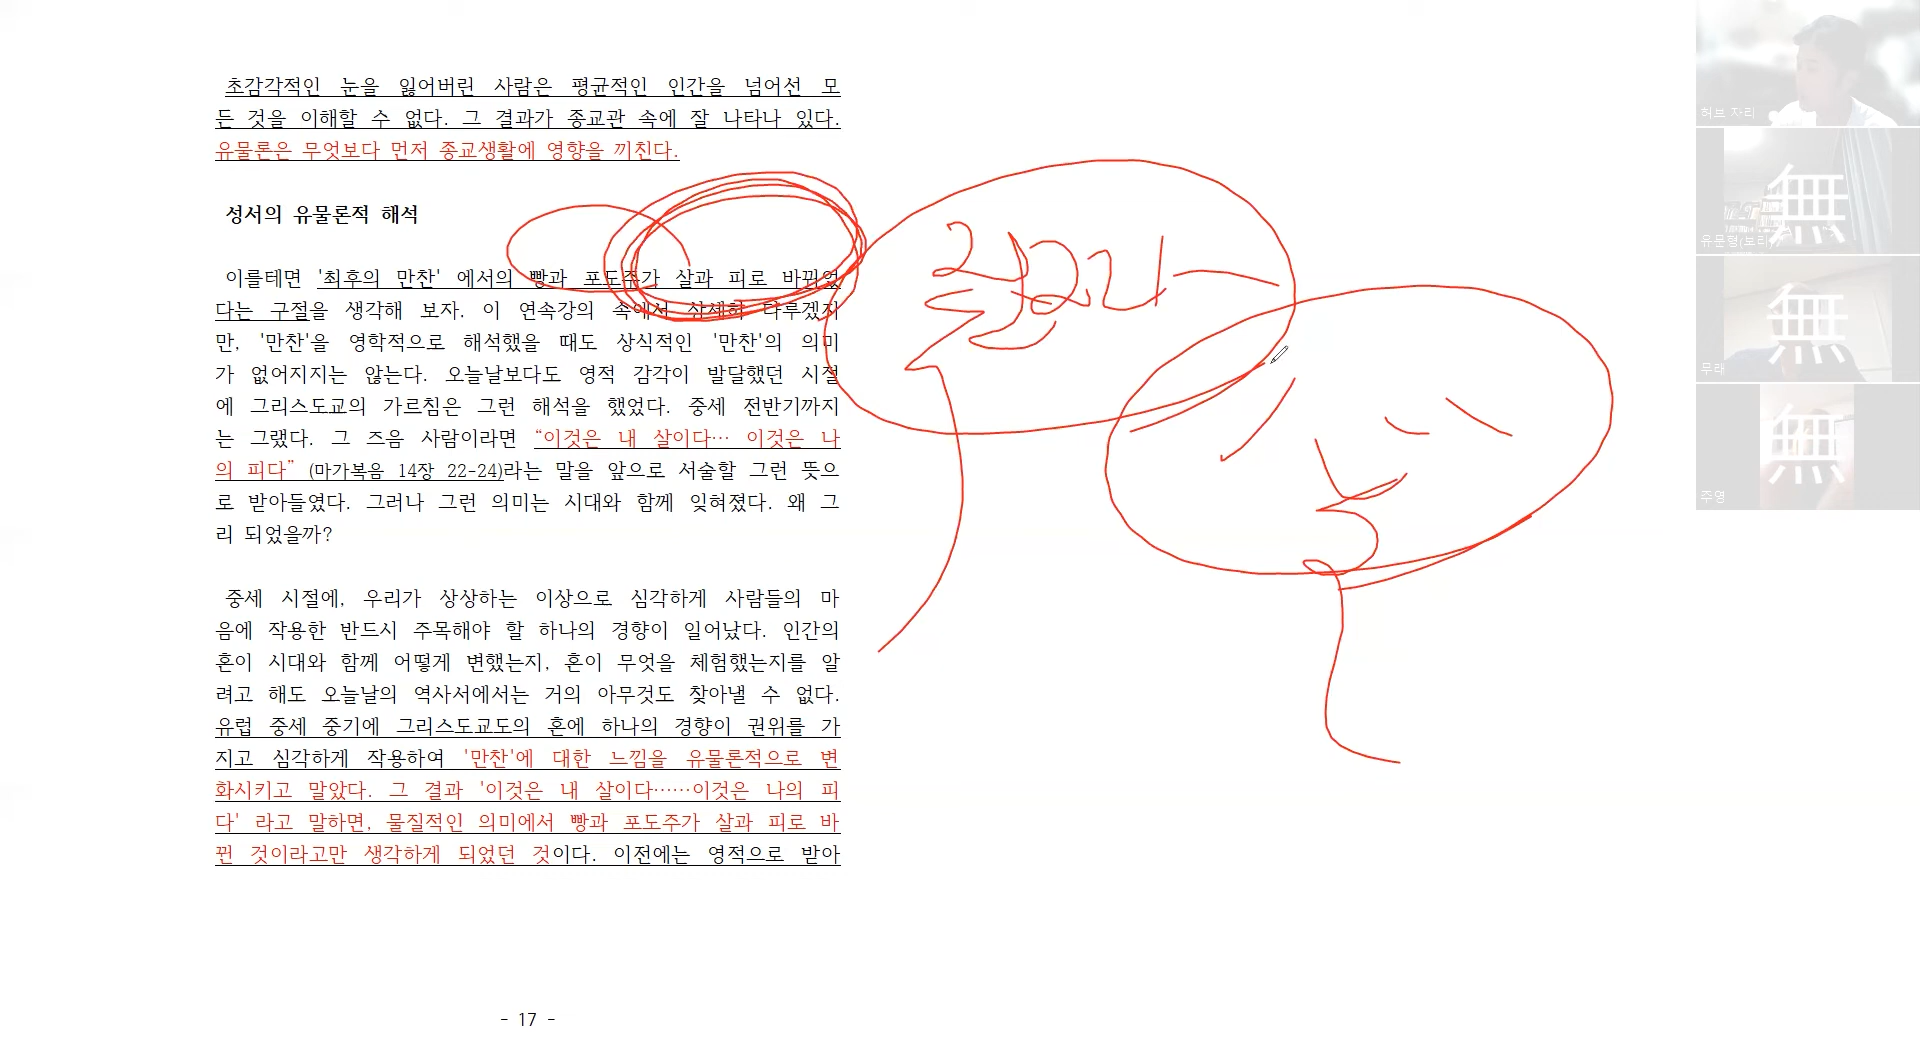 초감각적인 눈을 잃어버린 사람은 평균적인 인간을 넘어선 모
든 것을 이해할 수 없다. 그 결과가 종교관 속에 잘 나타나 있다.
유물론은 무엇보다 먼저 종교생활에 영향을 끼친다.
성서의 유물론적 해석
이를테면 '최후의 만찬' 에서의 빵과 포도주가 살과 피로 바뀌었
다는 구절을 생각해 보자. 이 연속강의 속에서 상세히 다루겠지
만, '만찬'을 영학적으로 해석했을 때도 상식적인 '만찬'의 의미
가 없어지지는 않는다. 오늘날보다도 영적 감각이 발달했던 시절
에 그리스도교의 가르침은 그런 해석을 했었다. 중세 전반기까지
는 그랬다. 그 즈음 사람이라면 “이것은 내 살이다… 이것은 나
의 피다” (마가복음 14장 22-24)라는 말을 앞으로 서술할 그런 뜻으
로 받아들였다. 그러나 그런 의미는 시대와 함께 잊혀졌다. 왜 그
리 되었을까?
중세 시절에, 우리가 상상하는 이상으로 심각하게 사람들의 마
음에 작용한 반드시 주목해야 할 하나의 경향이 일어났다. 인간의
혼이 시대와 함께 어떻게 변했는지, 혼이 무엇을 체험했는지를 알
려고 해도 오늘날의 역사서에서는 거의 아무것도 찾아낼 수 없다.
유럽 중세 중기에 그리스도교도의 혼에 하나의 경향이 권위를 가
지고 심각하게 작용하여 '만찬'에 대한 느낌을 유물론적으로 변
화시키고 말았다. 그 결과 '이것은 내 살이다……이것은 나의 피
다' 라고 말하면, 물질적인 의미에서 빵과 포도주가 살과 피로 바
뀐 것이라고만 생각하게 되었던 것이다. 이전에는 영적으로 받아
- 17 -
허브 자리
無
유문형(보리)
無
무래
無
주영